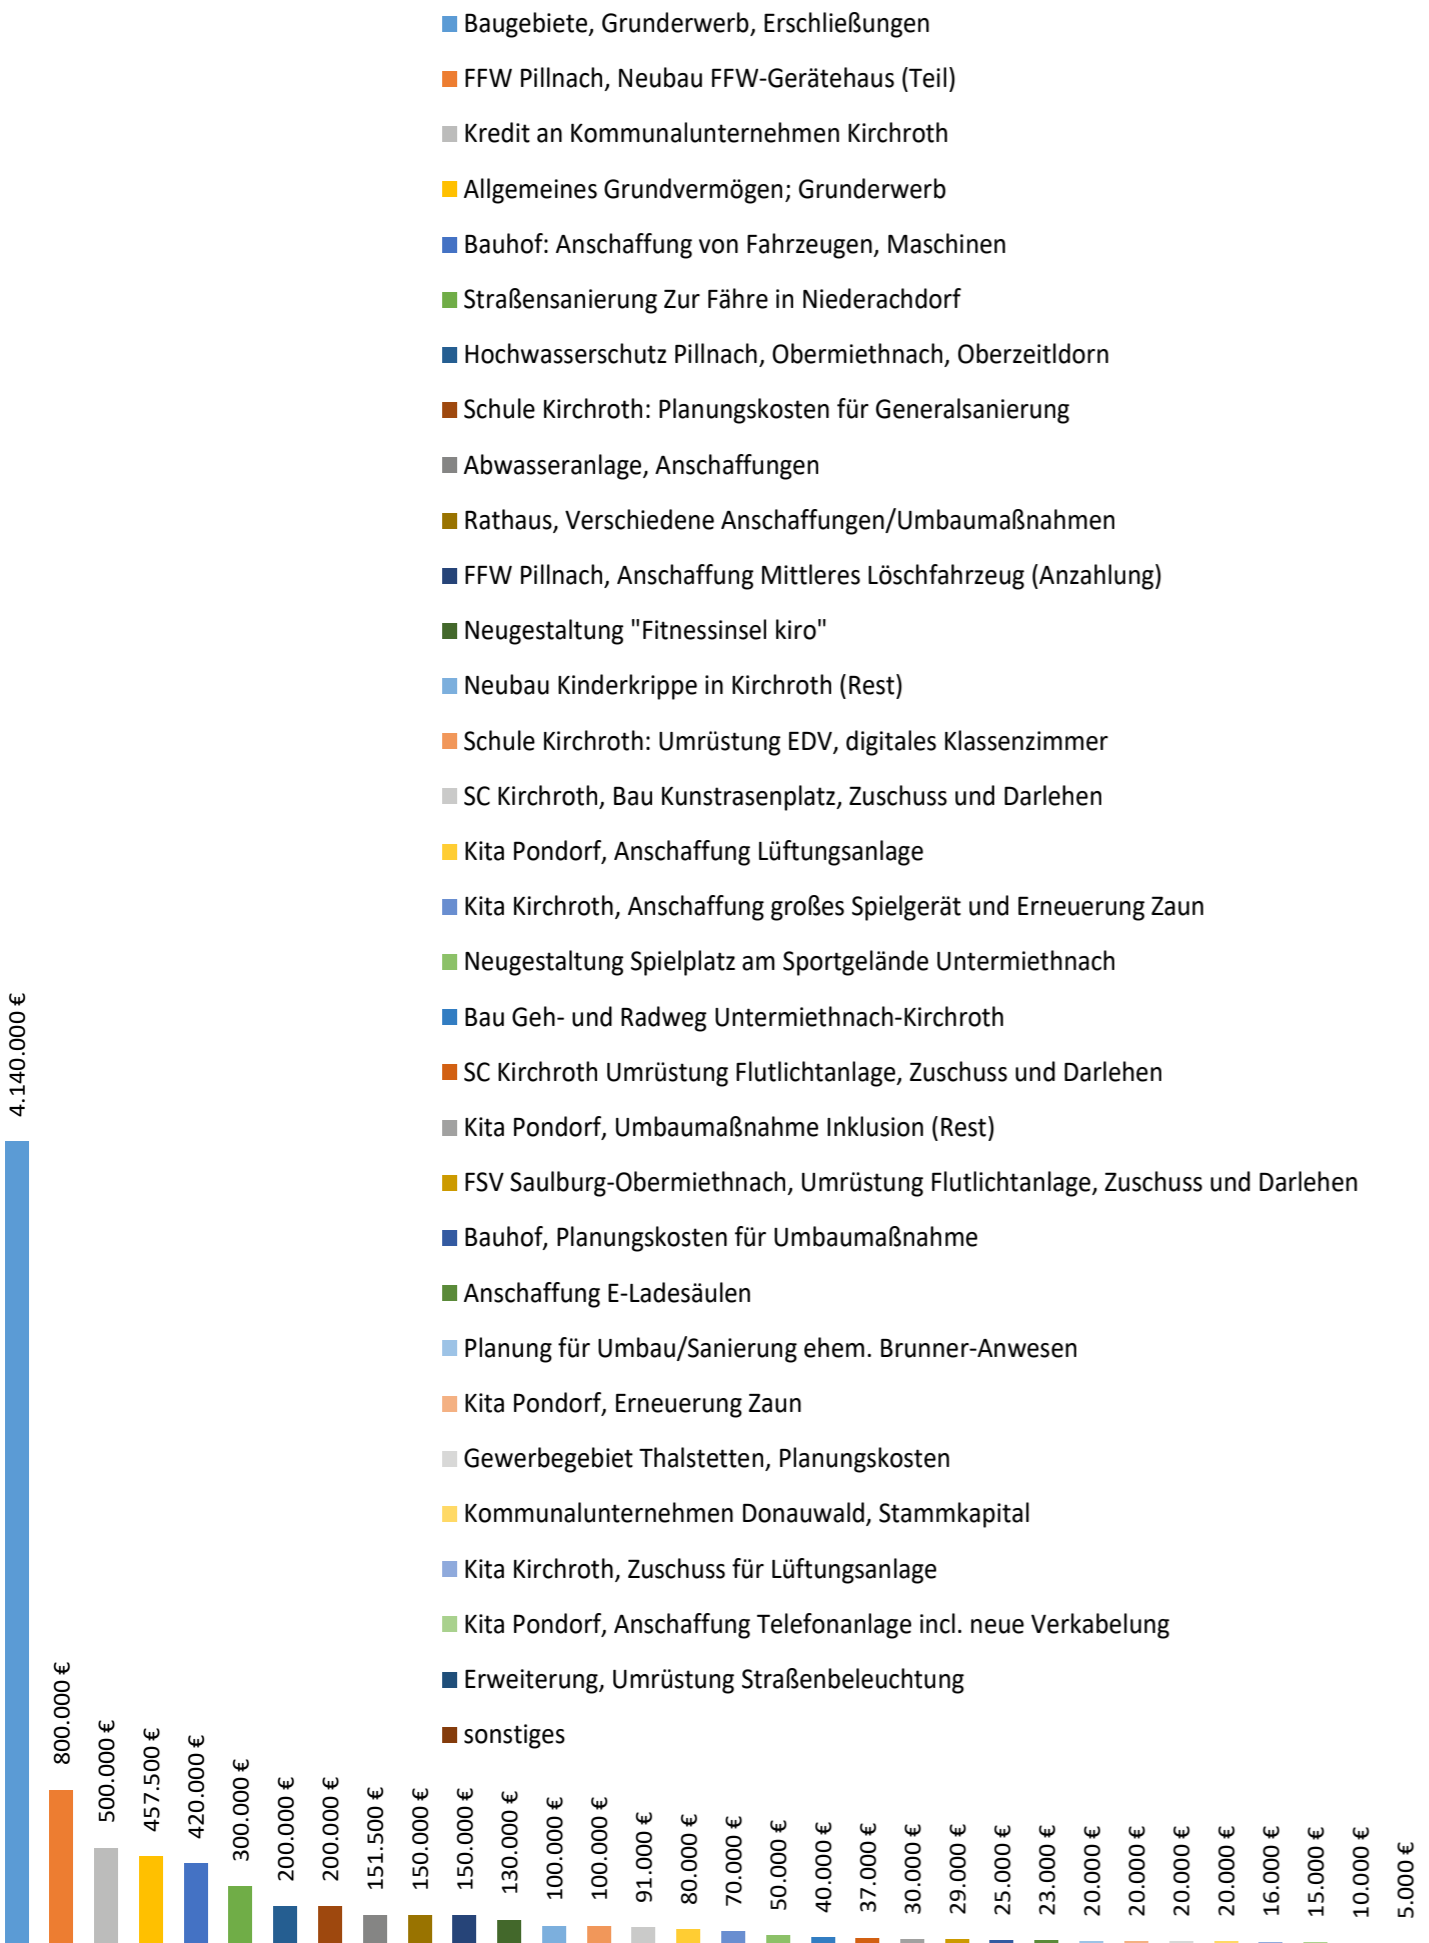 Baugebiete, Grunderwerb, Erschließungen
FFW Pillnach, Neubau FFW-Gerätehaus (Teil)
Kredit an Kommunalunternehmen Kirchroth
Allgemeines Grundvermögen; Grunderwerb
Bauhof: Anschaffung von Fahrzeugen, Maschinen
Straßensanierung Zur Fähre in Niederachdorf
Hochwasserschutz Pillnach, Obermiethnach, Oberzeitldorn
Schule Kirchroth: Planungskosten für Generalsanierung
Abwasseranlage, Anschaffungen
Rathaus, Verschiedene Anschaffungen/Umbaumaßnahmen
FFW Pillnach, Anschaffung Mittleres Löschfahrzeug (Anzahlung)
Neugestaltung "Fitnessinsel kiro"
Neubau Kinderkrippe in Kirchroth (Rest)
Schule Kirchroth: Umrüstung EDV, digitales Klassenzimmer
SC Kirchroth, Bau Kunstrasenplatz, Zuschuss und Darlehen
Kita Pondorf, Anschaffung Lüftungsanlage
Kita Kirchroth, Anschaffung großes Spielgerät und Erneuerung Zaun
Neugestaltung Spielplatz am Sportgelände Untermiethnach
Bau Geh- und Radweg Untermiethnach-Kirchroth
SC Kirchroth Umrüstung Flutlichtanlage, Zuschuss und Darlehen
Kita Pondorf, Umbaumaßnahme Inklusion (Rest)
FSV Saulburg-Obermiethnach, Umrüstung Flutlichtanlage, Zuschuss und Darlehen
Bauhof, Planungskosten für Umbaumaßnahme
Anschaffung E-Ladesäulen
Planung für Umbau/Sanierung ehem. Brunner-Anwesen
Kita Pondorf, Erneuerung Zaun
Gewerbegebiet Thalstetten, Planungskosten
Kommunalunternehmen Donauwald, Stammkapital
Kita Kirchroth, Zuschuss für Lüftungsanlage
Kita Pondorf, Anschaffung Telefonanlage incl. neue Verkabelung
Erweiterung, Umrüstung Straßenbeleuchtung
sonstiges
4.140.000 €
800.000 €
500.000 €
457.500 €
420.000 €
300.000 €
200.000 €
200.000 €
151.500 €
150.000 €
150.000 €
130.000 €
100.000 €
100.000 €
91.000 €
80.000 €
70.000 €
50.000 €
40.000 €
37.000 €
30.000 €
29.000 €
25.000 €
23.000 €
20.000 €
20.000 €
20.000 €
20.000 €
16.000 €
15.000 €
10.000 €
5.000 €